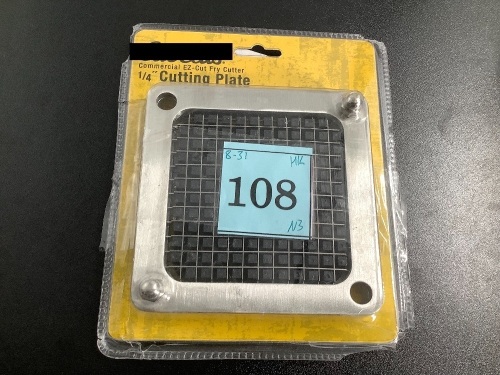 Commercial EZ-Cut Fry Cutter
1/4" Cutting Plate
8-31 HK
108
N3